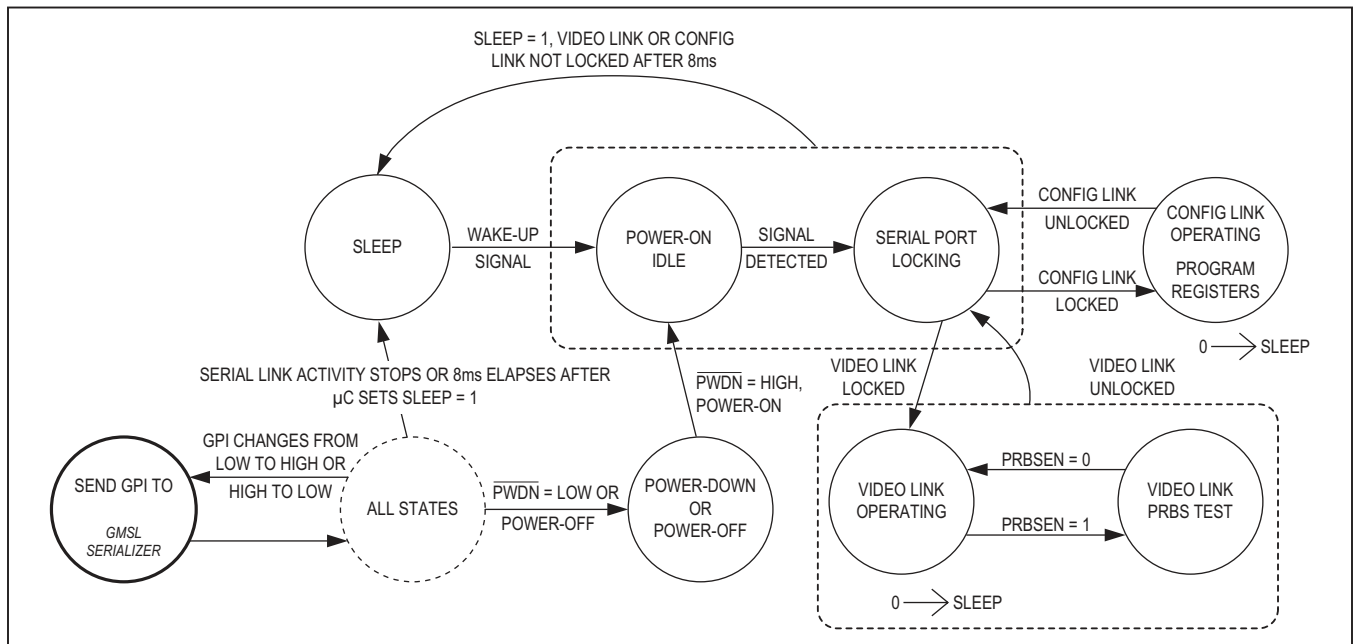 SLEEP = 1, VIDEO LINK OR CONFIG
LINK NOT LOCKED AFTER 8ms
SLEEP
WAKE-UP
SIGNAL
POWER-ON
IDLE
SIGNAL
DETECTED
SERIAL PORT
LOCKING
CONFIG LINK
UNLOCKED
CONFIG LINK
LOCKED
CONFIG LINK
OPERATING
PROGRAM
REGISTERS
0 → SLEEP
SERIAL LINK ACTIVITY STOPS OR 8ms ELAPSES AFTER
µC SETS SLEEP = 1
PWDN = HIGH,
POWER-ON
VIDEO LINK
LOCKED
VIDEO LINK
UNLOCKED
GPI CHANGES FROM
LOW TO HIGH OR
HIGH TO LOW
SEND GPI TO
GMSL
SERIALIZER
ALL STATES
PWDN = LOW OR
POWER-OFF
POWER-DOWN
OR
POWER-OFF
VIDEO LINK
OPERATING
PRBSEN = 0
PRBSEN = 1
VIDEO LINK
PRBS TEST
0 → SLEEP